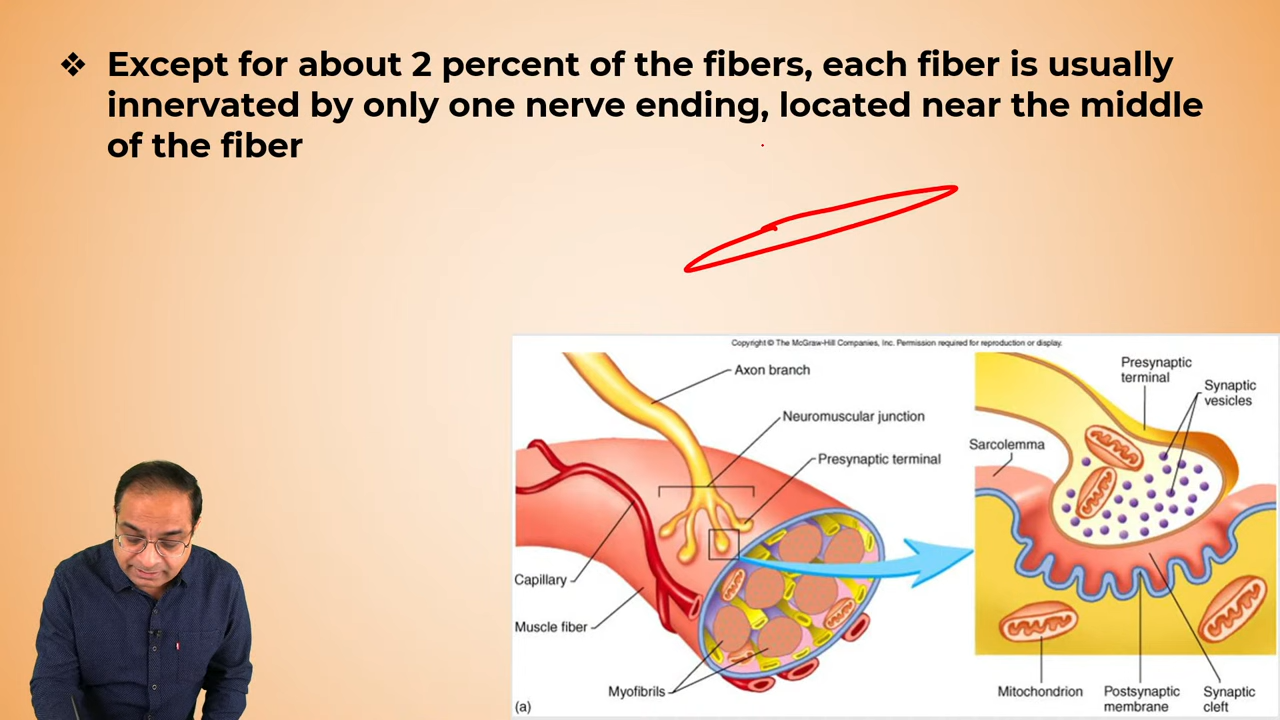 ❖ Except for about 2 percent of the fibers, each fiber is usually
innervated by only one nerve ending, located near the middle
of the fiber
Copyright © The McGraw-Hill Companies, Inc. Permission required for reproduction or display.
Axon branch
Neuromuscular junction
Presynaptic terminal
Capillary
Muscle fiber
Myofibrils
(a)
Presynaptic
terminal
Synaptic
vesicles
Sarcolemma
Mitochondrion
Postsynaptic
membrane
Synaptic
cleft